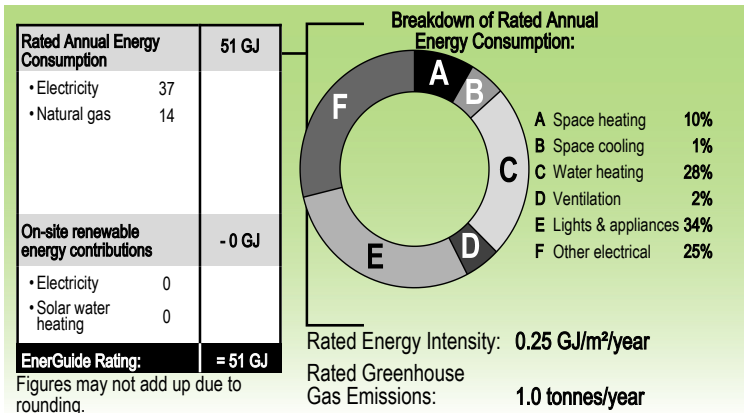 Rated Annual Energy
Consumption
51 GJ
• Electricity 37
• Natural gas 14
On-site renewable
energy contributions
- 0 GJ
• Electricity 0
• Solar water
heating
0
EnerGuide Rating: = 51 GJ
Figures may not add up due to
rounding.
Breakdown of Rated Annual
Energy Consumption:
A
B
C
D
E
F
A Space heating 10%
B Space cooling 1%
C Water heating 28%
D Ventilation 2%
E Lights & appliances 34%
F Other electrical 25%
Rated Energy Intensity: 0.25 GJ/m²/year
Rated Greenhouse
Gas Emissions: 1.0 tonnes/year